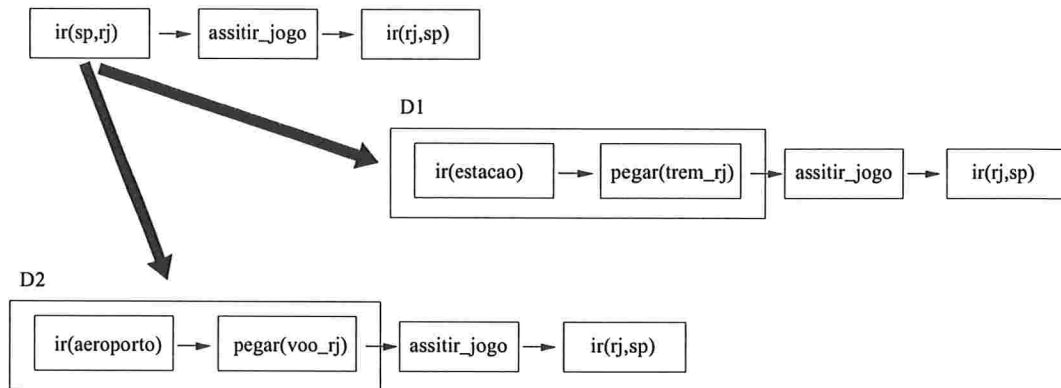 ir(sp,rj) assitir_jogo ir(rj,sp)
D1
ir(estacao) pegar(trem_rj) assitir_jogo ir(rj,sp)
D2
ir(aeroporto) pegar(voo_rj) assitir_jogo ir(rj,sp)